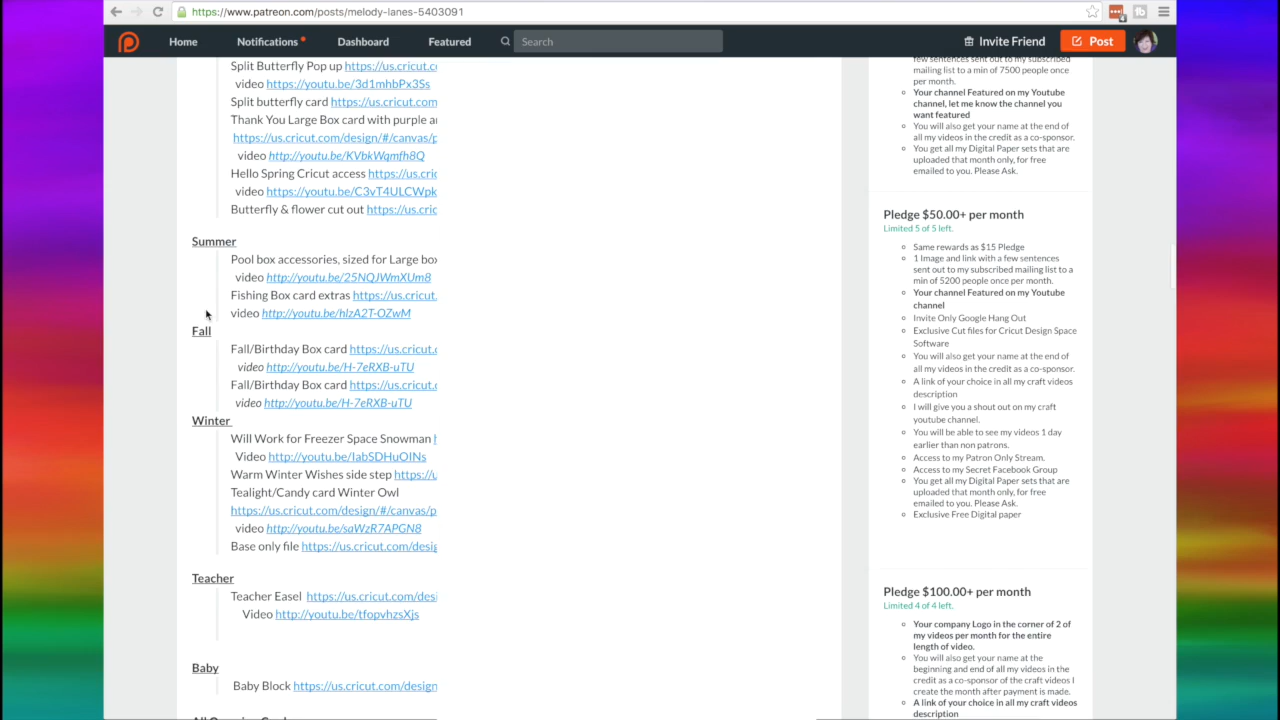 https://www.patreon.com/posts/melody-lanes-5403091
Home Notifications Dashboard Featured Search Invite Friend Post
Split Butterfly Pop up https://us.cricut.c
video https://youtu.be/3d1mhbPx3Ss
Split butterfly card https://us.cricut.com
Thank You Large Box card with purple
https://us.cricut.com/design/#/canvas/p
video http://youtu.be/KVbkWqmfh8Q
Hello Spring Cricut access https://us.cri
video https://youtu.be/C3vT4ULCWpk
Butterfly & flower cut out https://us.cric
Summer
Pool box accessories, sized for Large box
video http://youtu.be/25NQJWmXUm8
Fishing Box card extras https://us.cricut.
video http://youtu.be/hlzA2T-OZwM
Fall
Fall/Birthday Box card https://us.cricut.c
video http://youtu.be/H-7eRXB-uTU
Fall/Birthday Box card https://us.cricut.c
video http://youtu.be/H-7eRXB-uTU
Winter
Will Work for Freezer Space Snowman
Video http://youtu.be/IabSDHuOINs
Warm Winter Wishes side step https://u
Tealight/Candy card Winter Owl
https://us.cricut.com/design/#/canvas/p
video http://youtu.be/saWzR7APGN8
Base only file https://us.cricut.com/desig
Teacher
Teacher Easel https://us.cricut.com/desi
Video http://youtu.be/tfopvhzsXjs
Baby
Baby Block https://us.cricut.com/design
few sentences sent out to my subscribed
mailing list to a min of 7500 people once
per month.
Your channel Featured on my Youtube
channel, let me know the channel you
want featured
You will also get your name at the end of
all my videos in the credit as a co-sponsor.
You get all my Digital Paper sets that are
uploaded that month only, for free
emailed to you. Please Ask.
Pledge $50.00+ per month
Limited 5 of 5 left.
Same rewards as $15 Pledge
1 Image and link with a few sentences
sent out to my subscribed mailing list to a
min of 5200 people once per month.
Your channel Featured on my Youtube
channel
Invite Only Google Hang Out
Exclusive Cut files for Cricut Design Space
Software
You will also get your name at the end of
all my videos in the credit as a co-sponsor.
A link of your choice in all my craft videos
description
I will give you a shout out on my craft
youtube channel.
You will be able to see my videos 1 day
earlier than non patrons.
Access to my Patron Only Stream.
Access to my Secret Facebook Group
You get all my Digital Paper sets that are
uploaded that month only, for free
emailed to you. Please Ask.
Exclusive Free Digital paper
Pledge $100.00+ per month
Limited 4 of 4 left.
Your company Logo in the corner of 2 of
my videos per month for the entire
length of video.
You will also get your name at the
beginning and end of all my videos in the
credit as a co-sponsor of the craft videos I
create the month after payment is made.
A link of your choice in all my craft videos
description